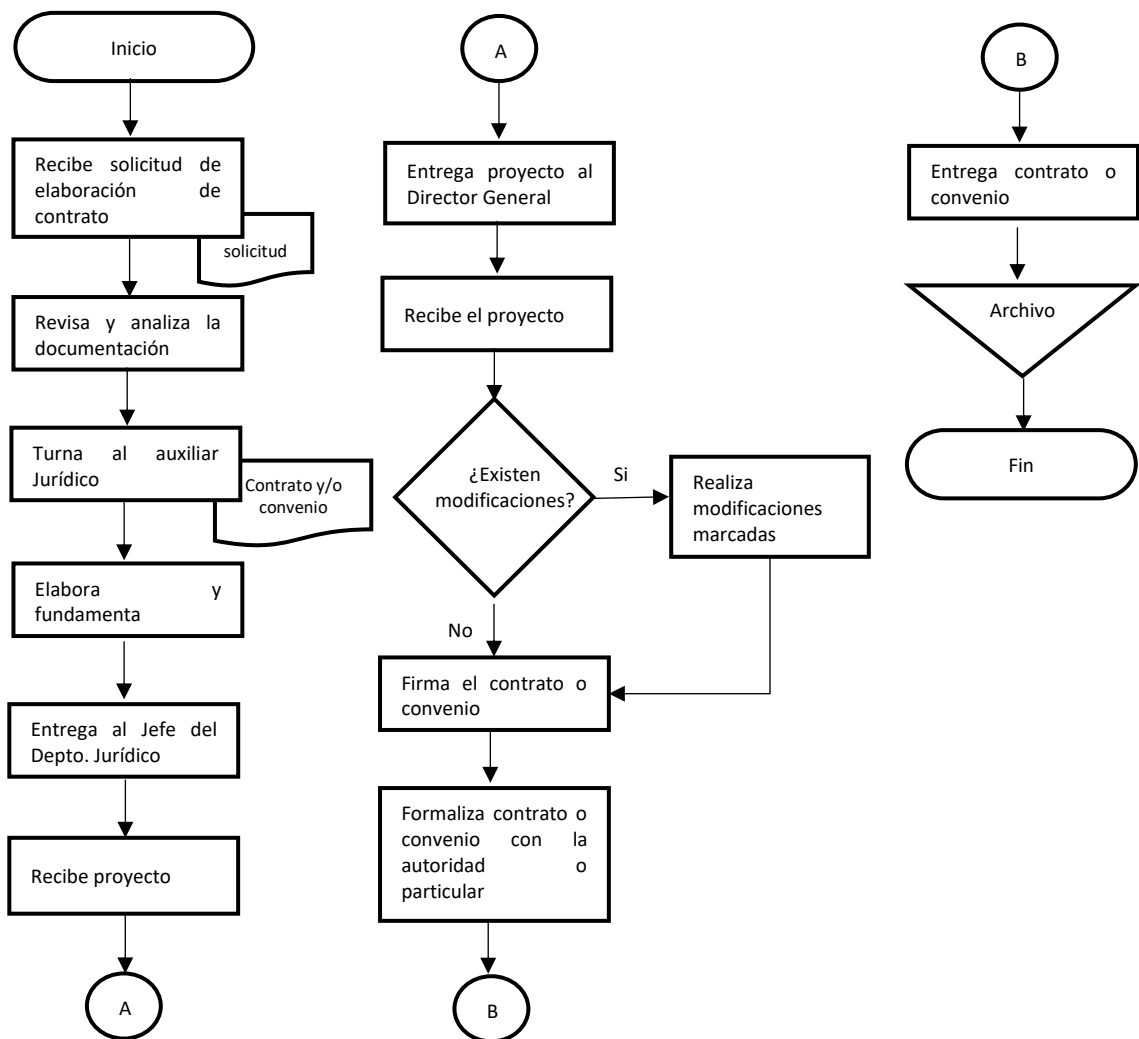 Inicio
Recibe solicitud de
elaboración de
contrato
solicitud
Revisa y analiza la
documentación
Turna al auxiliar
Jurídico
Contrato y/o
convenio
Elabora y
fundamenta
Entrega al Jefe del
Depto. Jurídico
Recibe proyecto
A
A
Entrega proyecto al
Director General
Recibe el proyecto
¿Existen
modificaciones?
Si
Realiza
modificaciones
marcadas
No
Firma el contrato o
convenio
Formaliza contrato o
convenio con la
autoridad o
particular
B
B
Entrega contrato o
convenio
Archivo
Fin